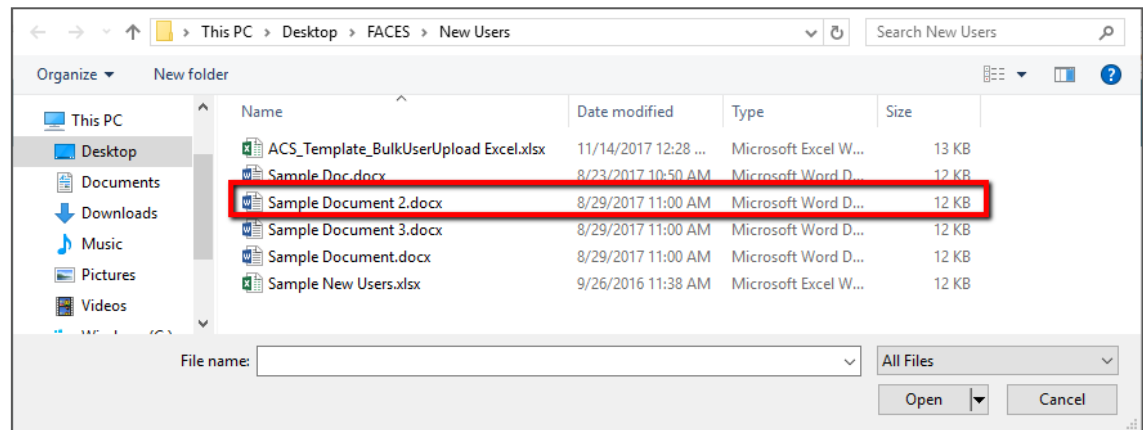 This PC > Desktop > FACES > New Users
Search New Users
Organize
New folder
Name
Date modified
Type
Size
This PC
Desktop
Documents
Downloads
Music
Pictures
Videos
ACS_Template_BulkUserUpload Excel.xlsx 11/14/2017 12:28 ... Microsoft Excel W... 13 KB
Sample Doc.docx 8/23/2017 10:50 AM Microsoft Word D... 12 KB
Sample Document 2.docx 8/29/2017 11:00 AM Microsoft Word D... 12 KB
Sample Document 3.docx 8/29/2017 11:00 AM Microsoft Word D... 12 KB
Sample Document.docx 8/29/2017 11:00 AM Microsoft Word D... 12 KB
Sample New Users.xlsx 9/26/2016 11:38 AM Microsoft Excel W... 12 KB
File name:
All Files
Open
Cancel